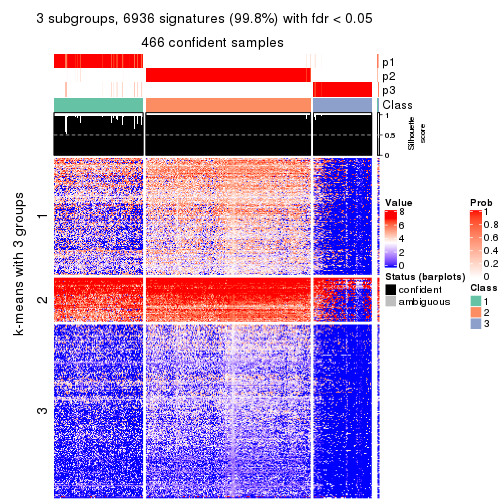 3 subgroups, 6936 signatures (99.8%) with fdr < 0.05
466 confident samples
p1
p2
p3
Class
1
0.5
0
Silhouette
score
k-means with 3 groups
1
2
3
Value
8
6
4
2
0
Status (barplots)
confident
ambiguous
Prob
1
0.8
0.6
0.4
0.2
0
Class
1
2
3